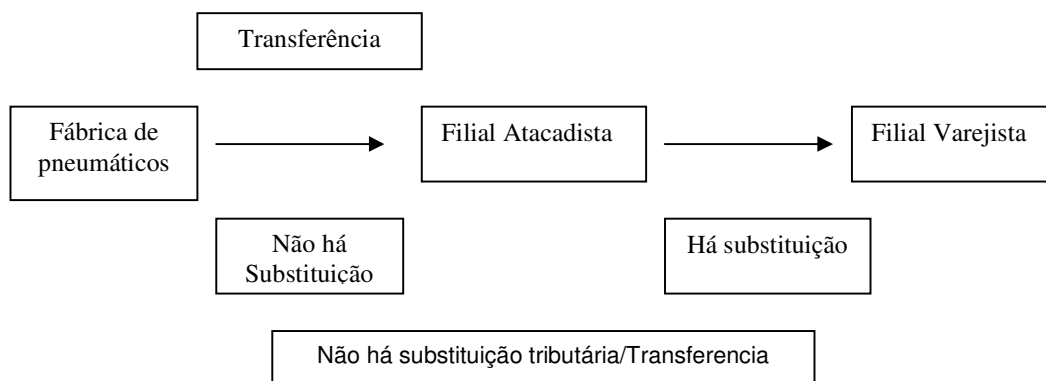 Transferência
Fábrica de
pneumáticos
Filial Atacadista
Filial Varejista
Não há
Substituição
Há substituição
Não há substituição tributária/Transferencia